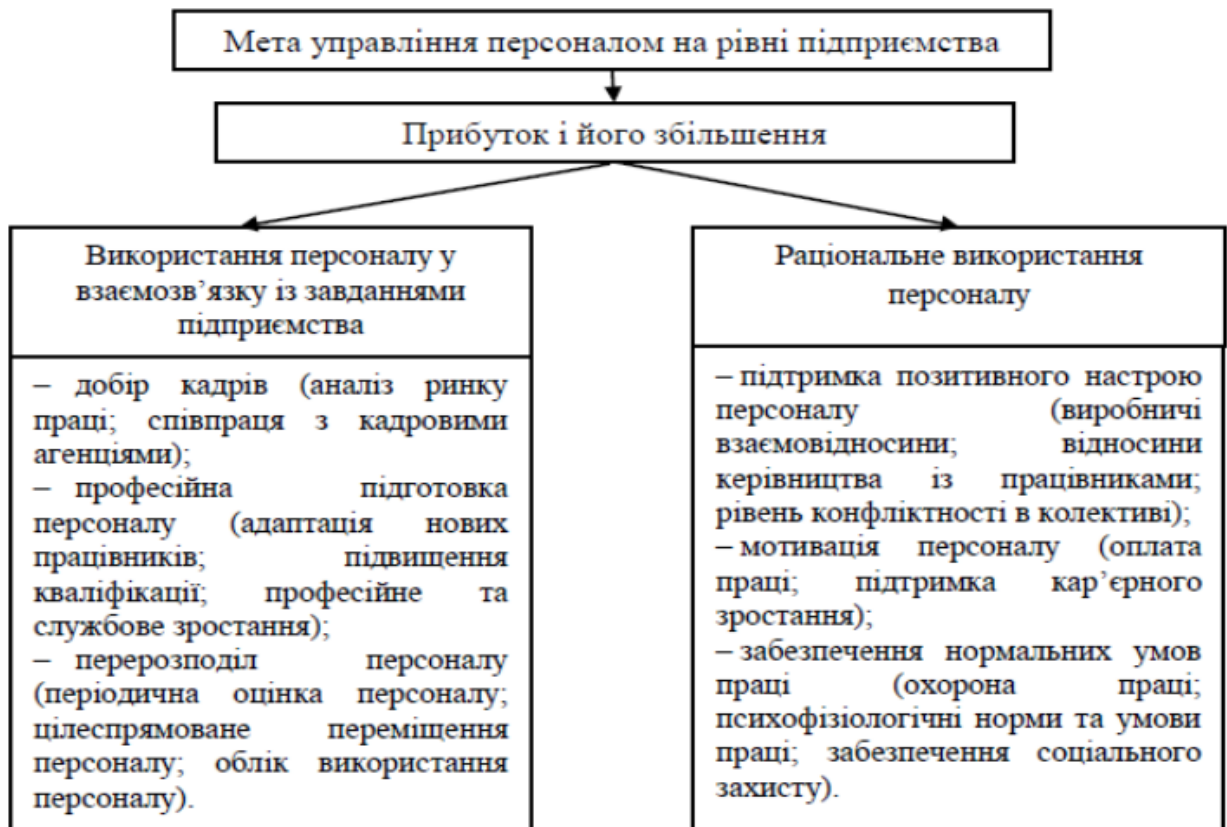 Мета управління персоналом на рівні підприємства
Прибуток і його збільшення
Використання персоналу у
взаємозв’язку із завданнями
підприємства
– добір кадрів (аналіз ринку
праці; співпраця з кадровими
агенціями);
– професійна підготовка
персоналу (адаптація нових
працівників; підвищення
кваліфікації; професійне та
службове зростання);
– перерозподіл персоналу
(періодична оцінка персоналу;
цілеспрямоване переміщення
персоналу; облік використання
персоналу).
Раціональне використання
персоналу
– підтримка позитивного настрою
персоналу (виробничі
взаємовідносини; відносини
керівництва із працівниками;
рівень конфліктності в колективі);
– мотивація персоналу (оплата
праці; підтримка кар’єрного
зростання);
– забезпечення нормальних умов
праці (охорона праці;
психофізіологічні норми та умови
праці; забезпечення соціального
захисту).